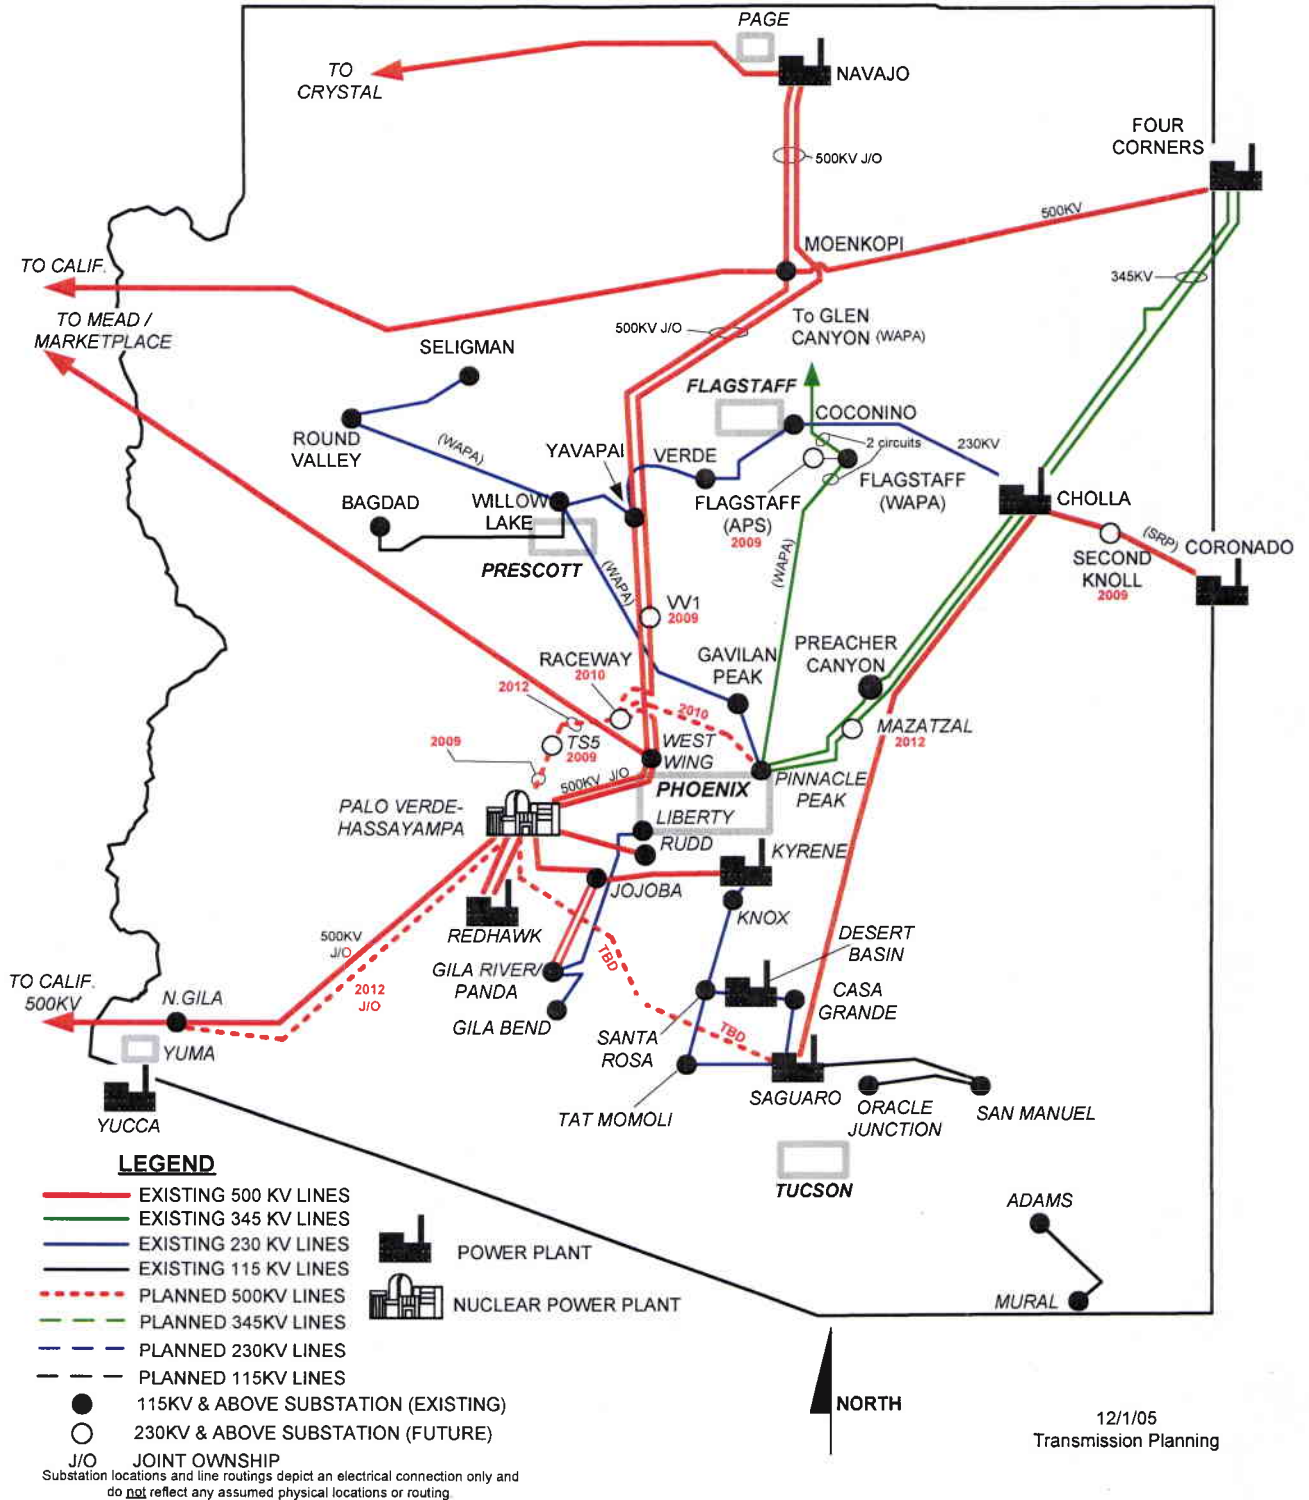 PAGE
NAVAJO
TO
CRYSTAL
FOUR
CORNERS
500KV J/O
500KV
MOENKOPI
TO CALIF.
345KV
TO MEAD /
MARKETPLACE
500KV J/O
To GLEN
CANYON (WAPA)
SELIGMAN
FLAGSTAFF
COCONINO
ROUND
VALLEY
(WAPA)
YAVAPAI
VERDE
2 circuits
230KV
BAGDAD
WILLOW
LAKE
FLAGSTAFF
(APS)
2009
FLAGSTAFF
(WAPA)
CHOLLA
PRESCOTT
(WAPA)
(WAPA)
SECOND
KNOLL
2009
(SRP)
CORONADO
VV1
2009
RACEWAY
2010
2012
GAVILAN
PEAK
PREACHER
CANYON
2010
MAZATZAL
2012
2009
TS5
2009
WEST
WING
500KV J/O
PHOENIX
PINNACLE
PEAK
PALO VERDE-
HASSAYAMPA
LIBERTY
RUDD
KYRENE
JOJOBA
KNOX
REDHAWK
500KV
J/O
TBD
DESERT
BASIN
GILA RIVER/
PANDA
TO CALIF.
500KV
N.GILA
2012
J/O
CASA
GRANDE
GILA BEND
SANTA
ROSA
TBD
YUMA
YUCCA
TAT MOMOLI
SAGUARO
ORACLE
JUNCTION
SAN MANUEL
TUCSON
ADAMS
MURAL
LEGEND
EXISTING 500 KV LINES
EXISTING 345 KV LINES
EXISTING 230 KV LINES
EXISTING 115 KV LINES
PLANNED 500KV LINES
PLANNED 345KV LINES
PLANNED 230KV LINES
PLANNED 115KV LINES
POWER PLANT
NUCLEAR POWER PLANT
115KV & ABOVE SUBSTATION (EXISTING)
230KV & ABOVE SUBSTATION (FUTURE)
J/O JOINT OWNSHIP
Substation locations and line routings depict an electrical connection only and
do not reflect any assumed physical locations or routing.
NORTH
12/1/05
Transmission Planning